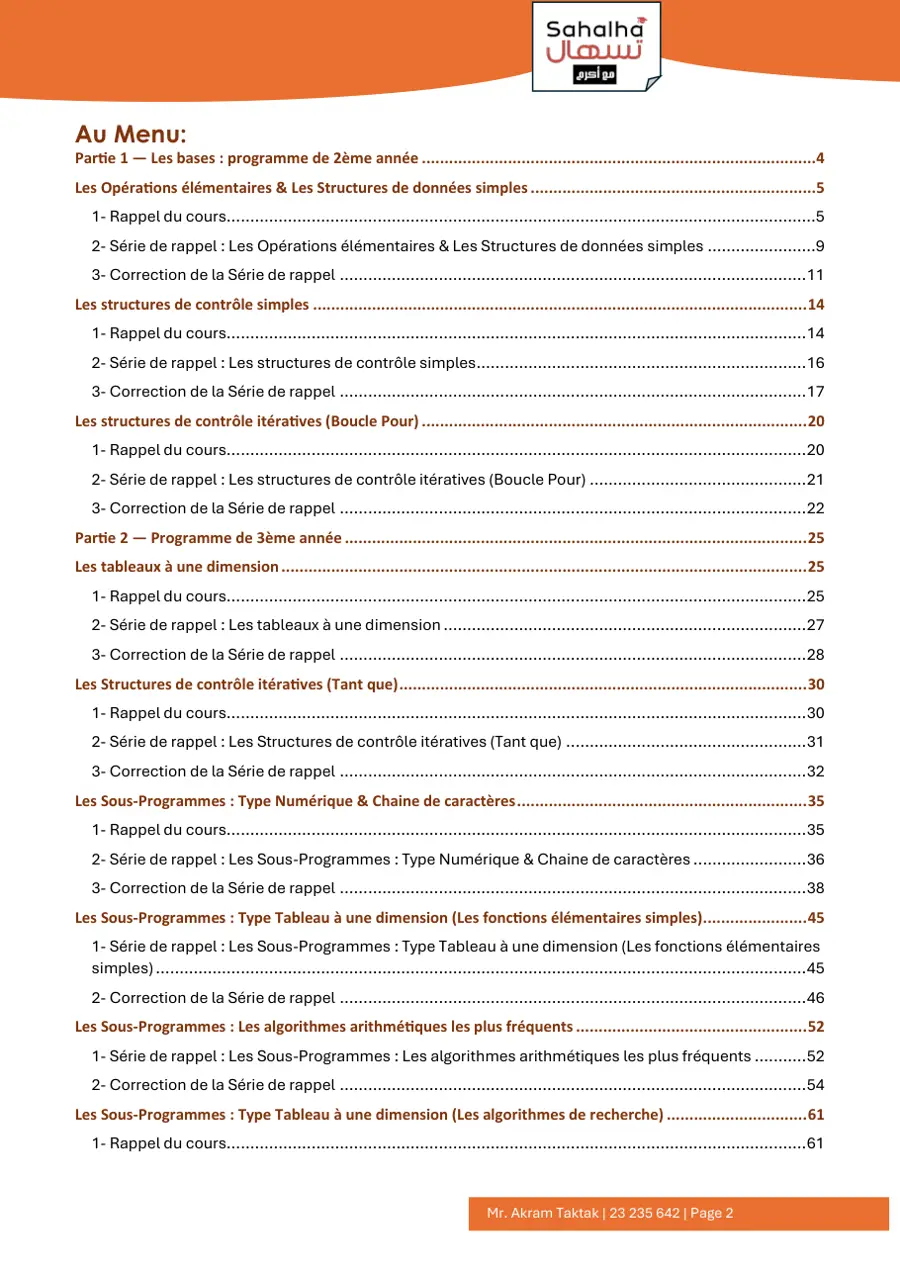 Sahalha
تسهال
مع أكرم
Au Menu:
Partie 1 — Les bases : programme de 2ème année ....................................................................................... 4
Les Opérations élémentaires & Les Structures de données simples ............................................................... 5
1- Rappel du cours............................................................................................................................. 5
2- Série de rappel : Les Opérations élémentaires & Les Structures de données simples ....................... 9
3- Correction de la Série de rappel .................................................................................................... 11
Les structures de contrôle simples ............................................................................................................. 14
1- Rappel du cours............................................................................................................................ 14
2- Série de rappel : Les structures de contrôle simples....................................................................... 16
3- Correction de la Série de rappel .................................................................................................... 17
Les structures de contrôle itératives (Boucle Pour) ..................................................................................... 20
1- Rappel du cours............................................................................................................................ 20
2- Série de rappel : Les structures de contrôle itératives (Boucle Pour) .............................................. 21
3- Correction de la Série de rappel .................................................................................................... 22
Partie 2 — Programme de 3ème année ...................................................................................................... 25
Les tableaux à une dimension .................................................................................................................... 25
1- Rappel du cours............................................................................................................................ 25
2- Série de rappel : Les tableaux à une dimension .............................................................................. 27
3- Correction de la Série de rappel .................................................................................................... 28
Les Structures de contrôle itératives (Tant que).......................................................................................... 30
1- Rappel du cours............................................................................................................................ 30
2- Série de rappel : Les Structures de contrôle itératives (Tant que) ................................................... 31
3- Correction de la Série de rappel .................................................................................................... 32
Les Sous-Programmes : Type Numérique & Chaine de caractères................................................................ 35
1- Rappel du cours............................................................................................................................ 35
2- Série de rappel : Les Sous-Programmes : Type Numérique & Chaine de caractères ........................ 36
3- Correction de la Série de rappel .................................................................................................... 38
Les Sous-Programmes : Type Tableau à une dimension (Les fonctions élémentaires simples)....................... 45
1- Série de rappel : Les Sous-Programmes : Type Tableau à une dimension (Les fonctions élémentaires
simples) ........................................................................................................................................... 45
2- Correction de la Série de rappel .................................................................................................... 46
Les Sous-Programmes : Les algorithmes arithmétiques les plus fréquents ................................................... 52
1- Série de rappel : Les Sous-Programmes : Les algorithmes arithmétiques les plus fréquents ........... 52
2- Correction de la Série de rappel .................................................................................................... 54
Les Sous-Programmes : Type Tableau à une dimension (Les algorithmes de recherche) ............................... 61
1- Rappel du cours............................................................................................................................ 61
Mr. Akram Taktak | 23 235 642 | Page 2